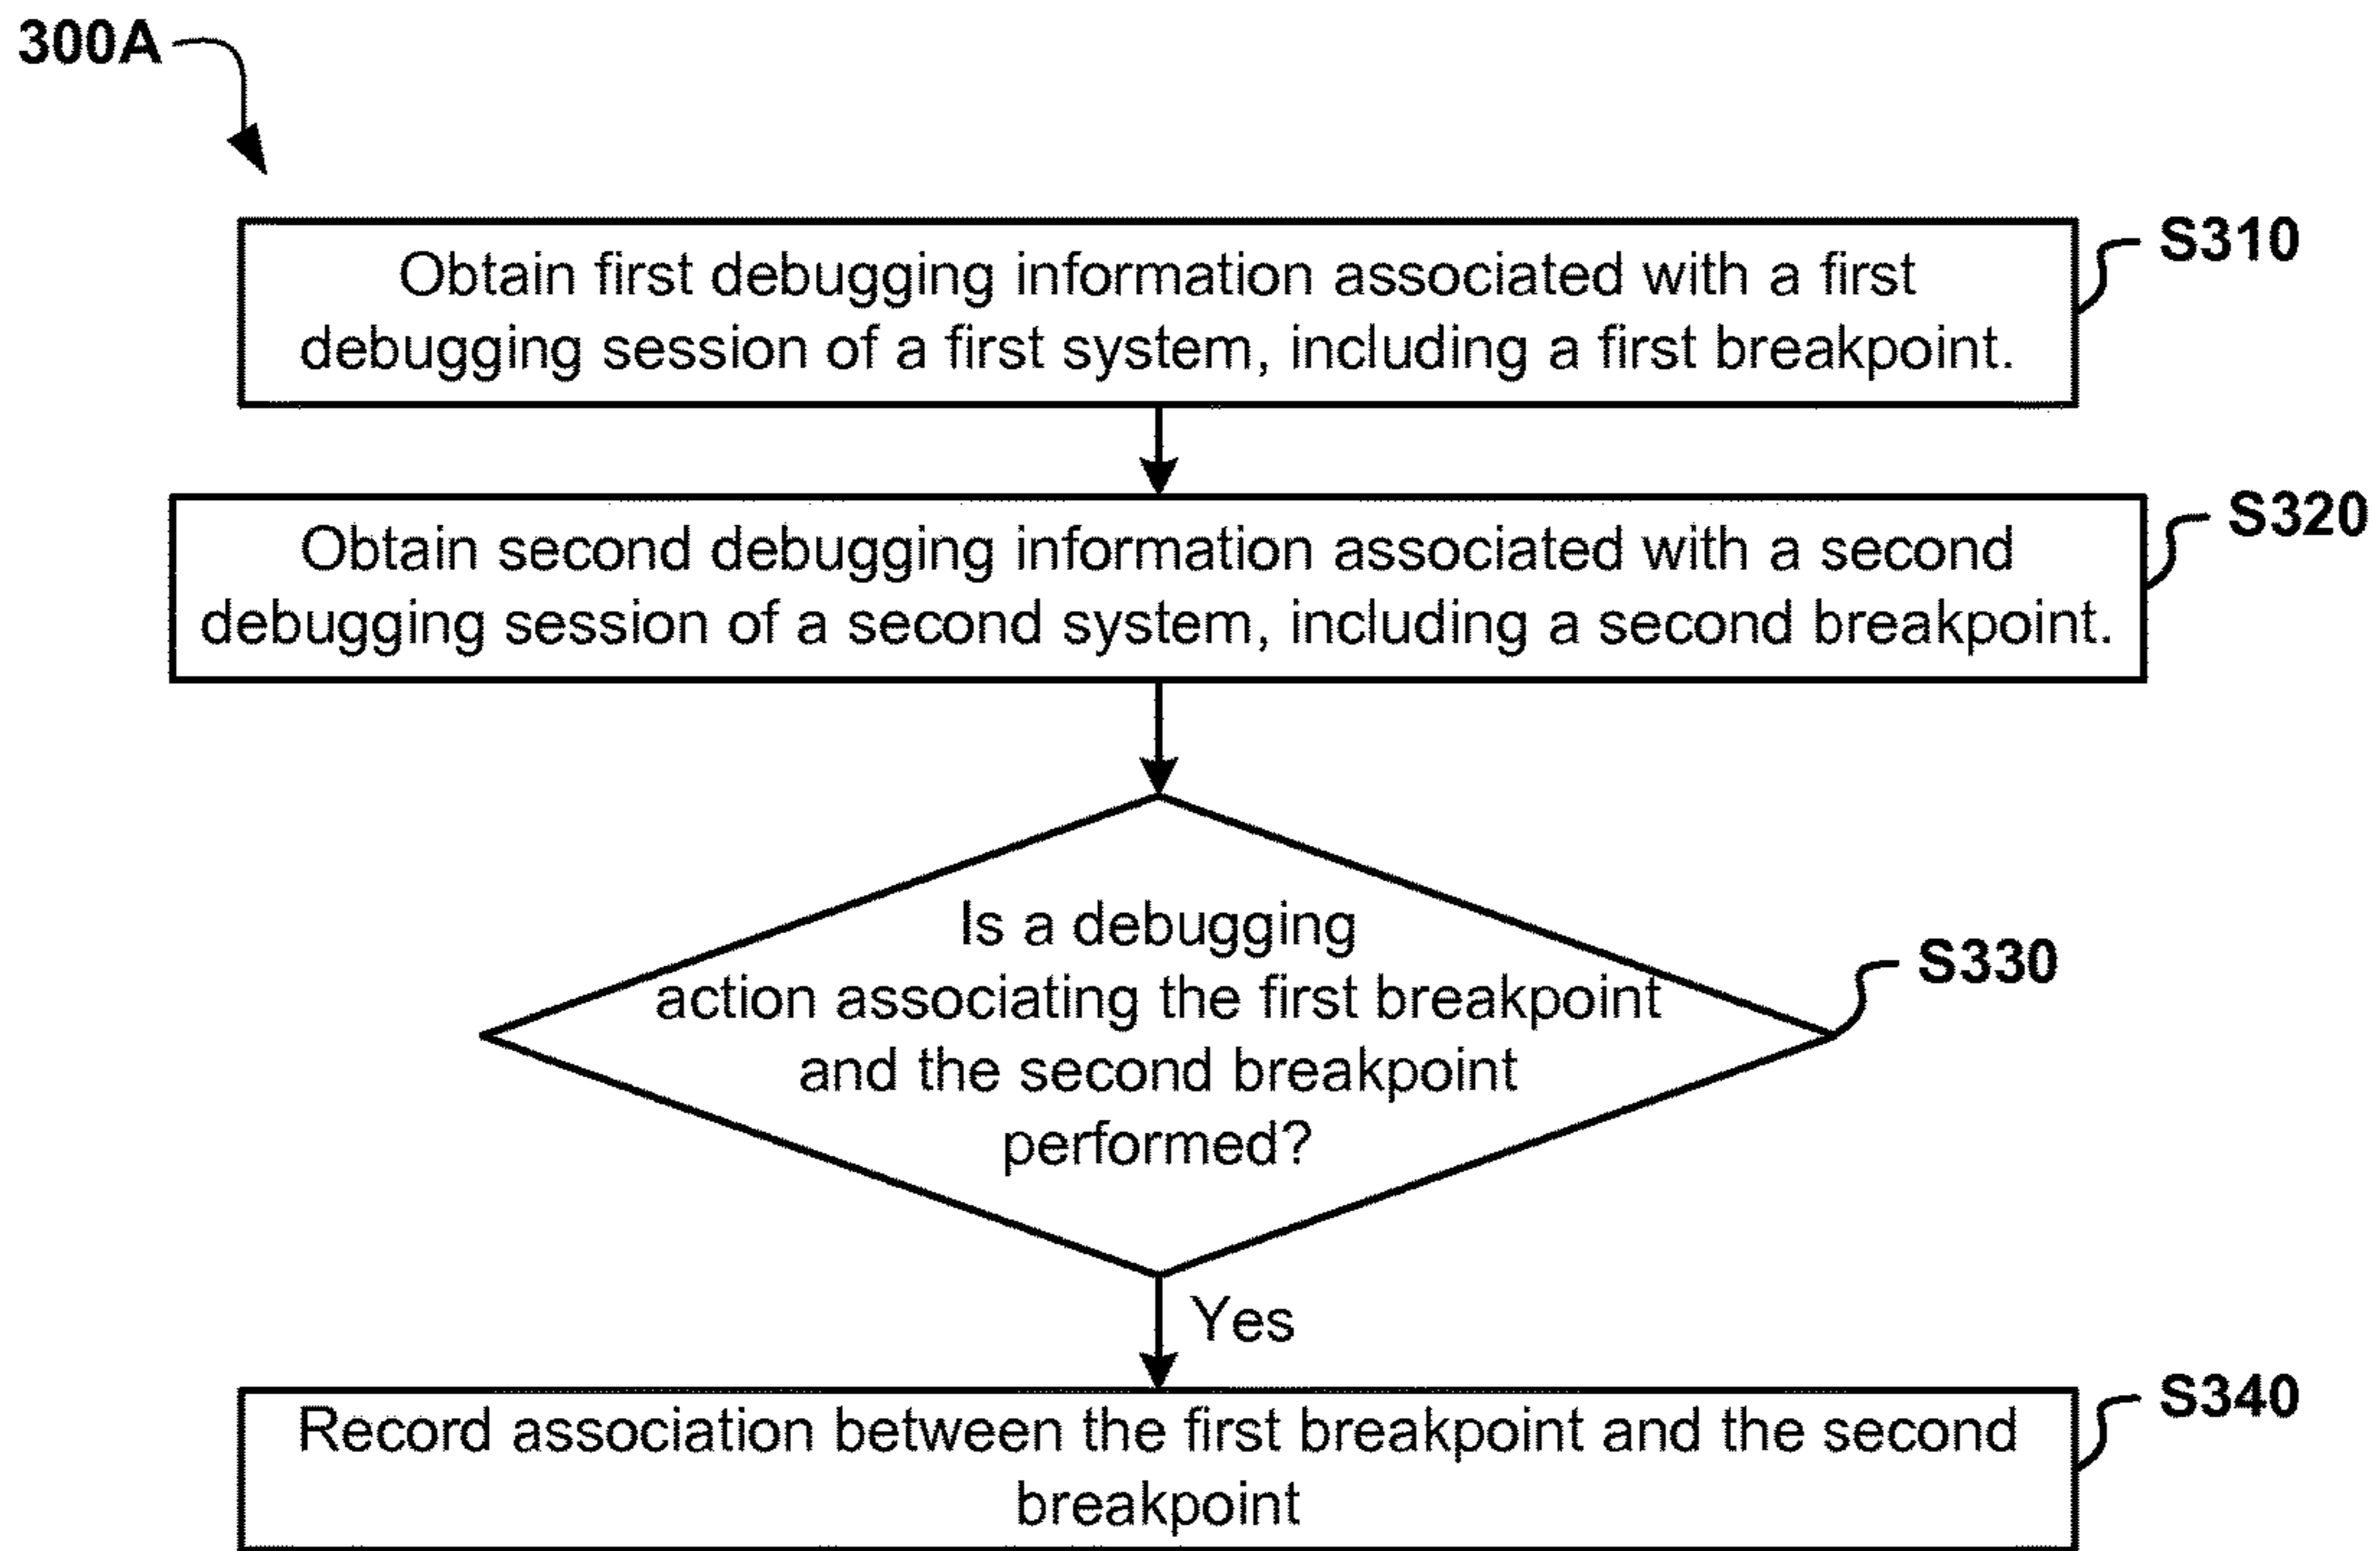 300A
Obtain first debugging information associated with a first
debugging session of a first system, including a first breakpoint.
S310
Obtain second debugging information associated with a second
debugging session of a second system, including a second breakpoint.
S320
Is a debugging
action associating the first breakpoint
and the second breakpoint
performed?
S330
Yes
Record association between the first breakpoint and the second
breakpoint
S340